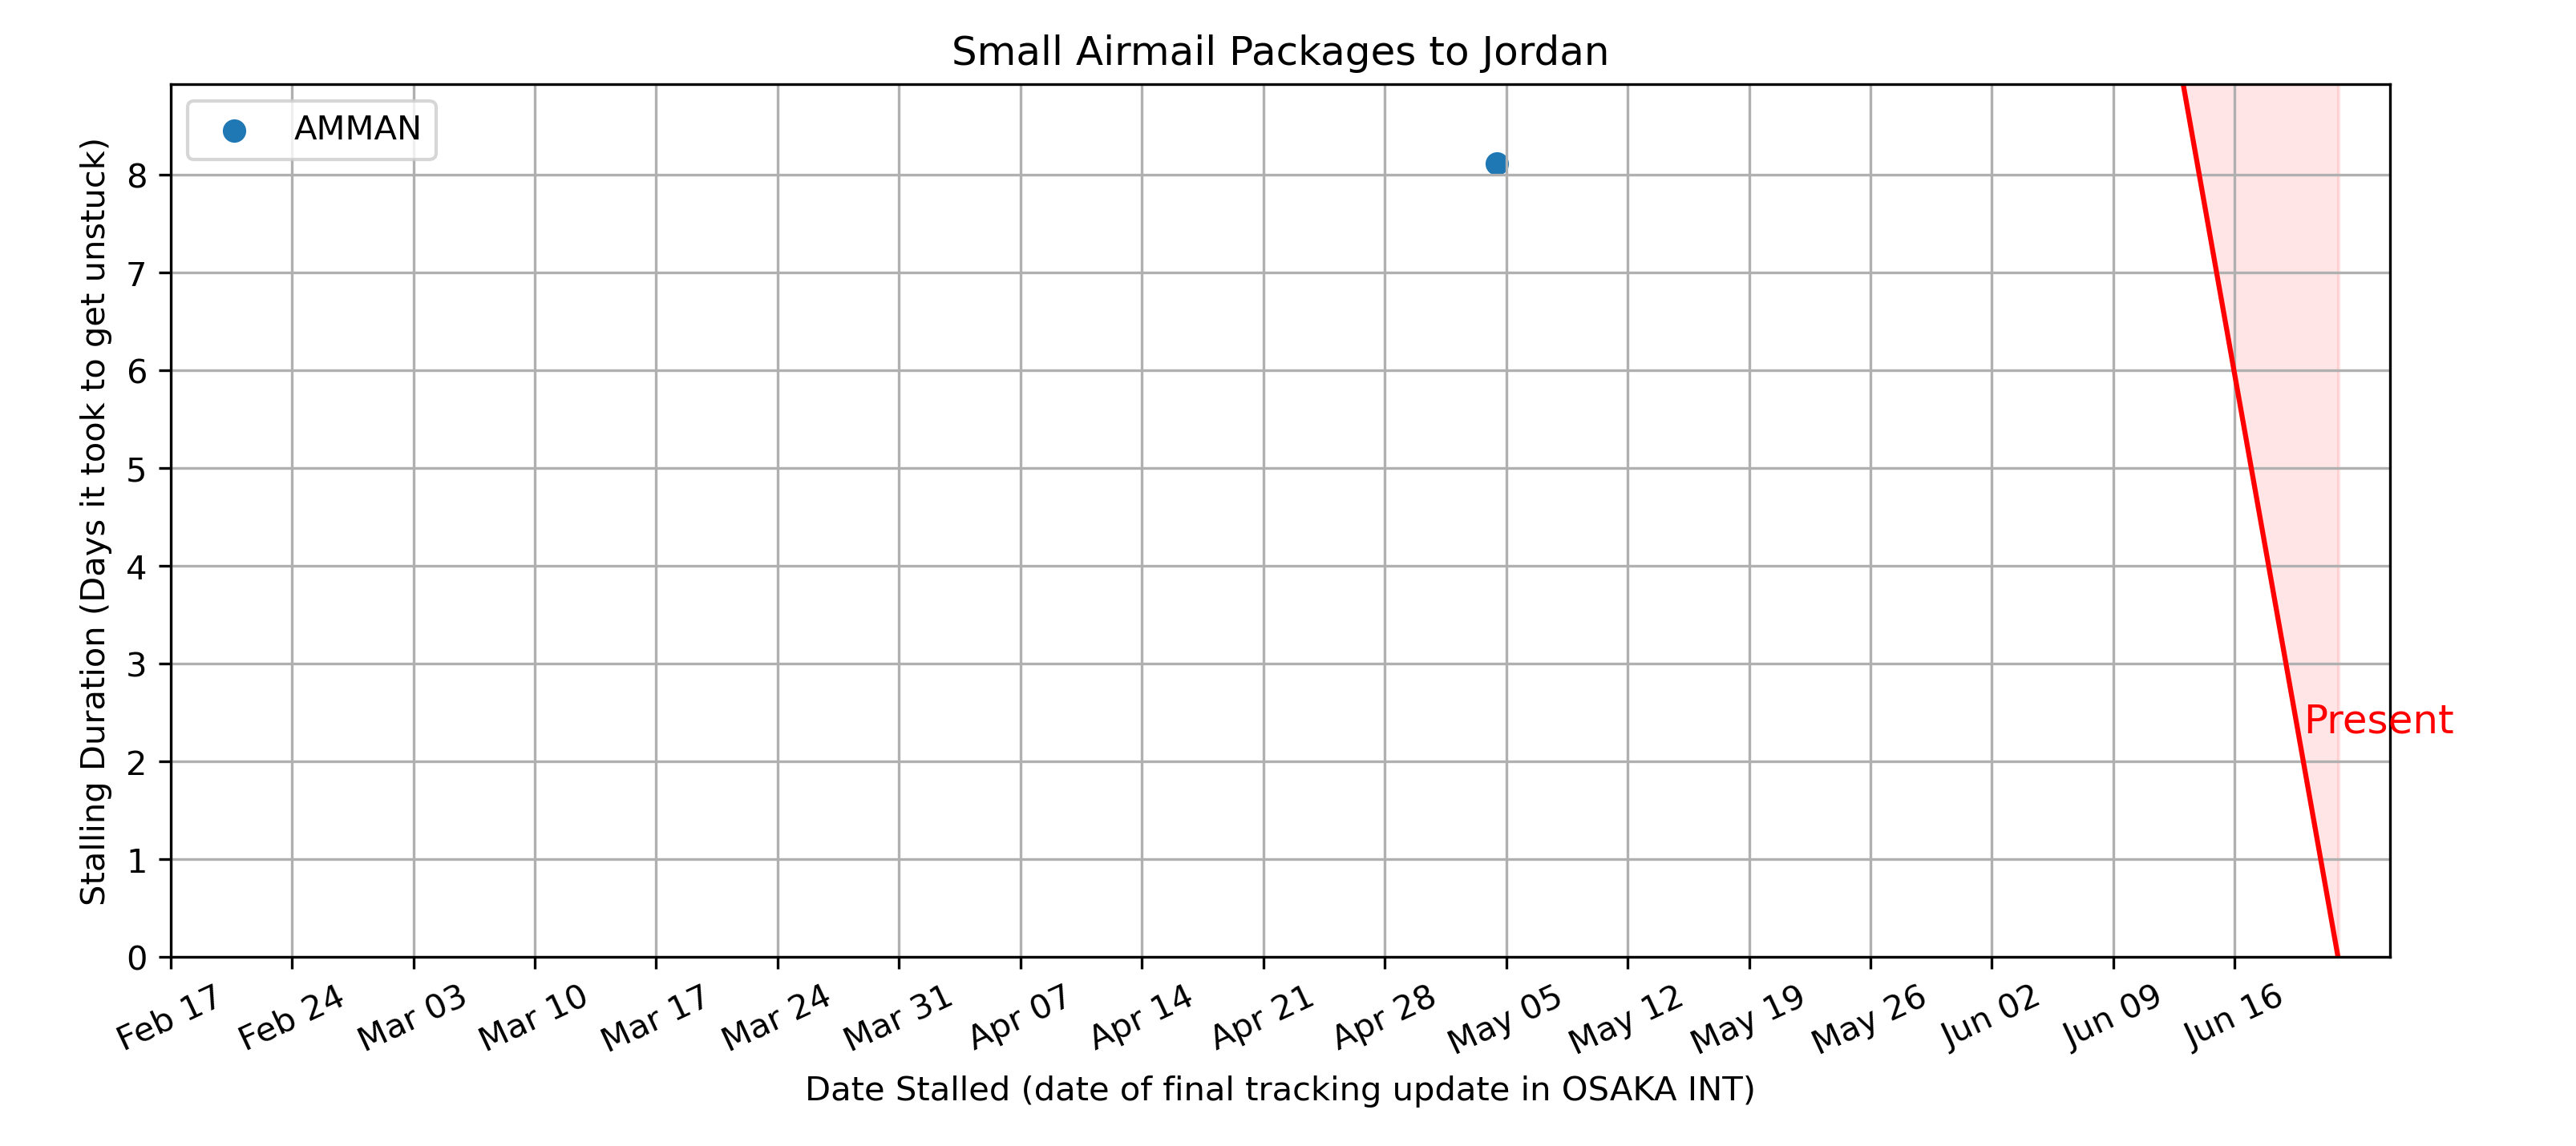 Small Airmail Packages to Jordan
AMMAN
Stalling Duration (Days it took to get unstuck)
8
7
6
5
4
3
2
1
0
Present
Feb 17
Feb 24
Mar 03
Mar 10
Mar 17
Mar 24
Mar 31
Apr 07
Apr 14
Apr 21
Apr 28
May 05
May 12
May 19
May 26
Jun 02
Jun 09
Jun 16
Date Stalled (date of final tracking update in OSAKA INT)